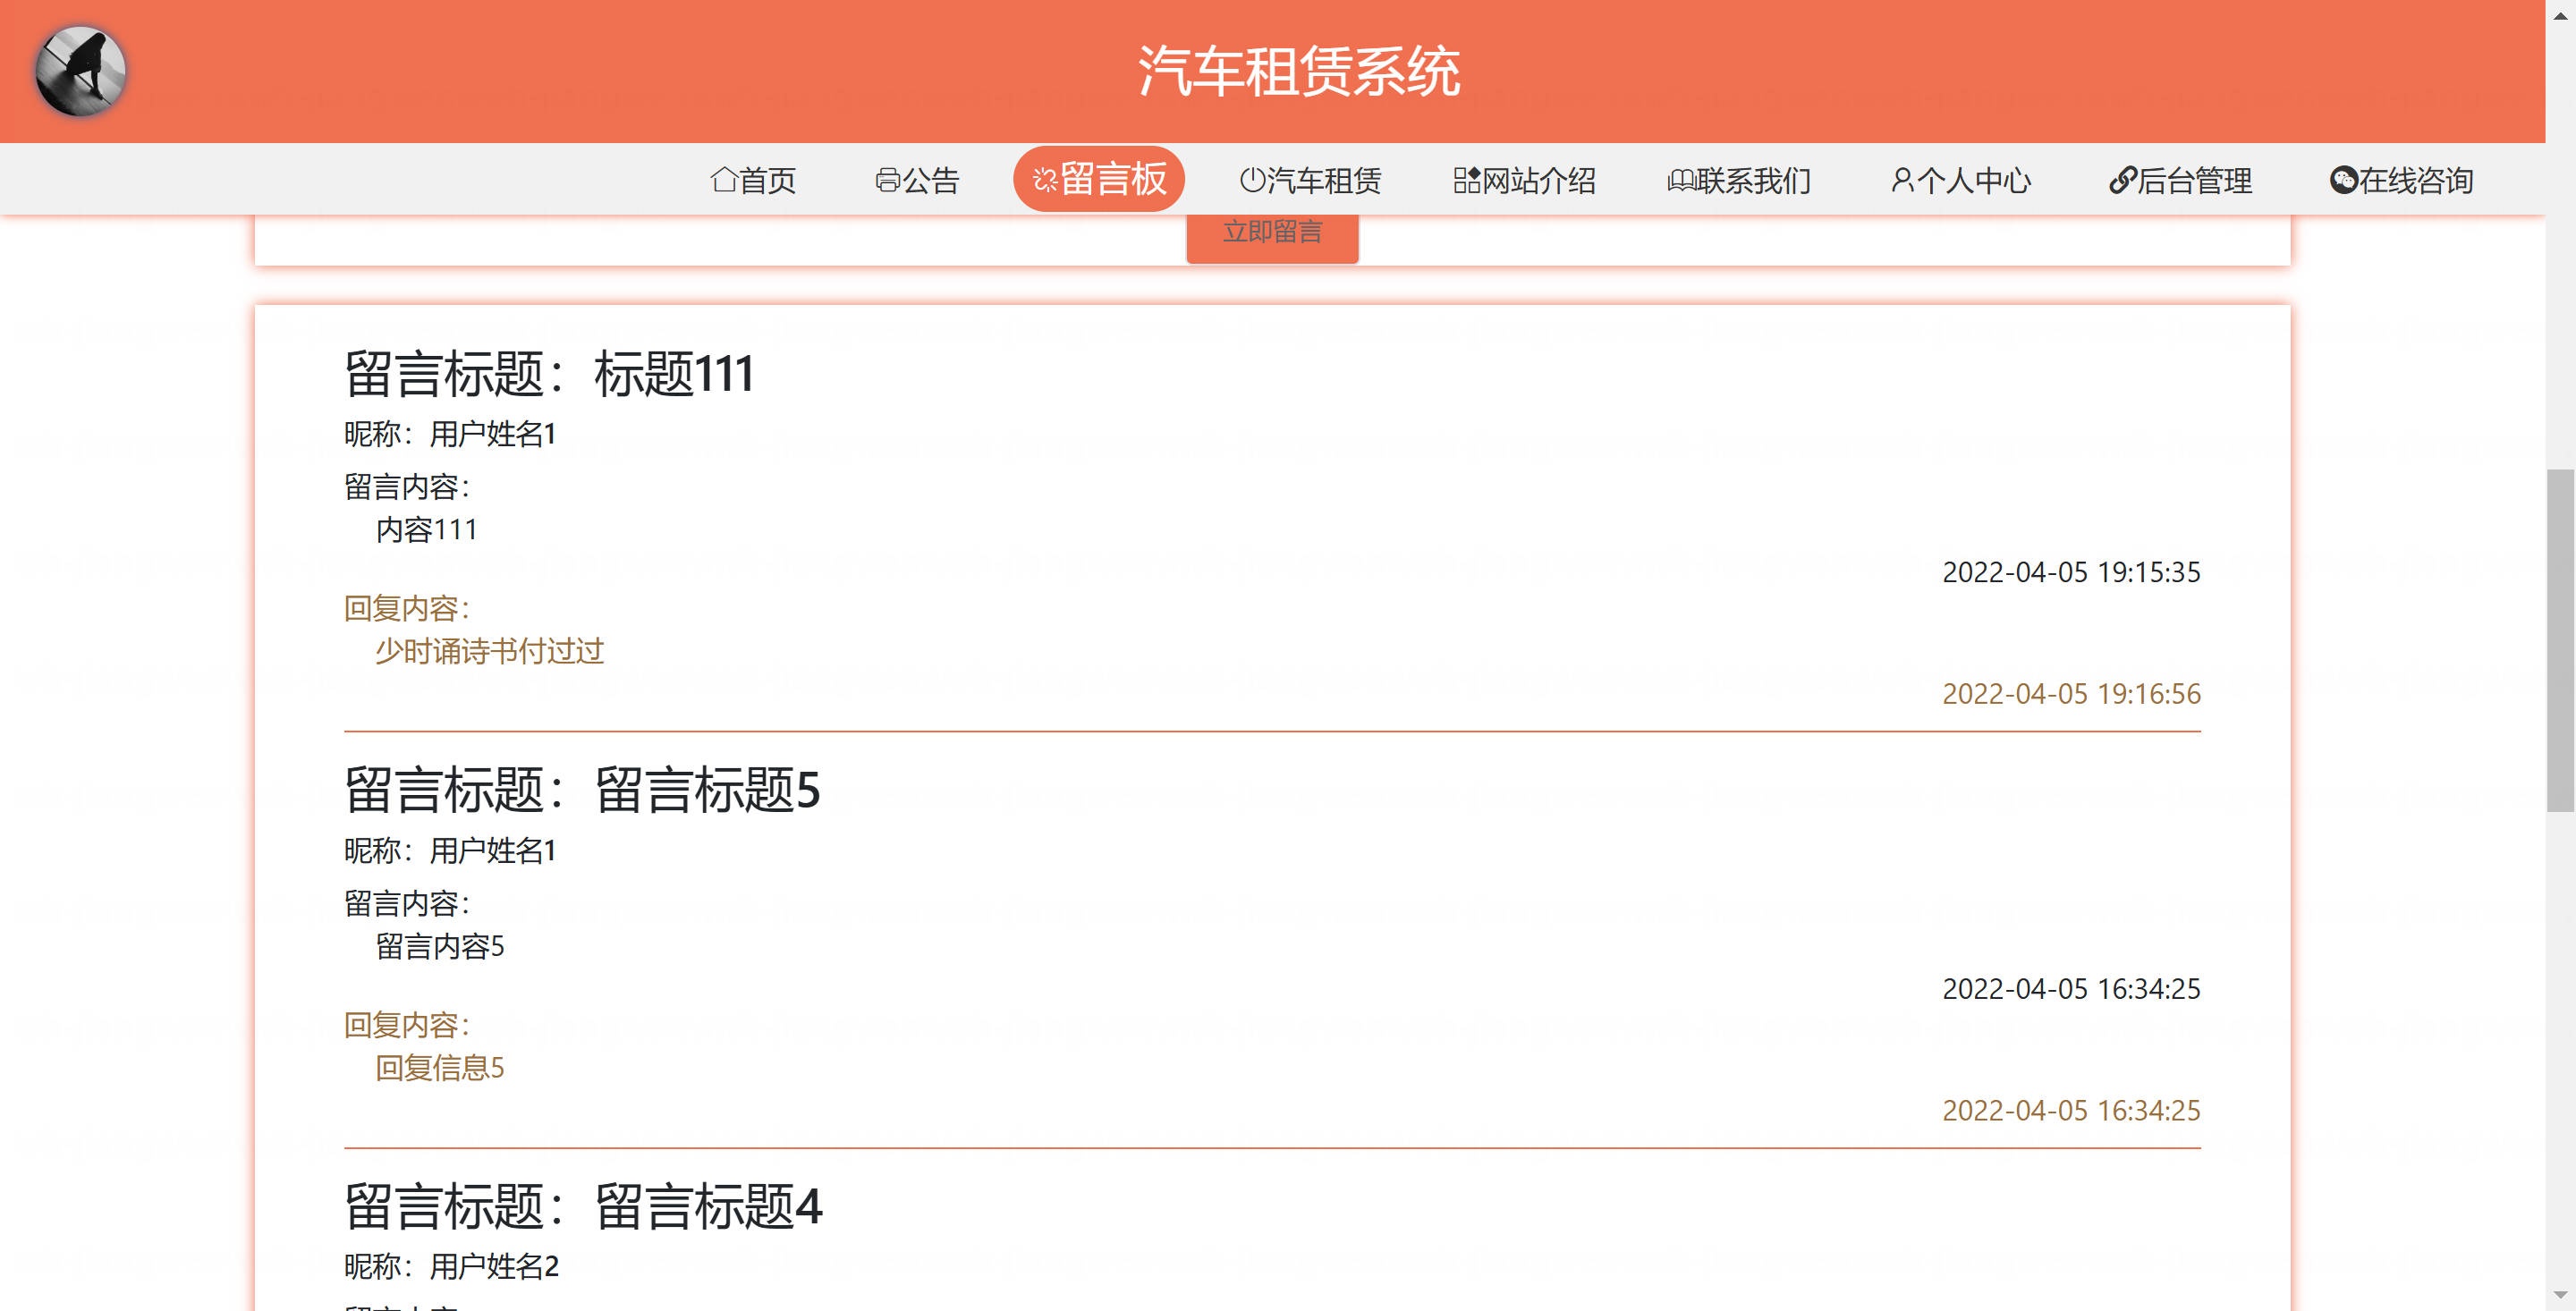 汽车租赁系统
首页 公告 留言板 汽车租赁 网站介绍 联系我们 个人中心 后台管理 在线咨询
立即留言
留言标题：标题111
昵称：用户姓名1
留言内容：
内容111
2022-04-05 19:15:35
回复内容：
少时诵诗书付过过
2022-04-05 19:16:56
留言标题：留言标题5
昵称：用户姓名1
留言内容：
留言内容5
2022-04-05 16:34:25
回复内容：
回复信息5
2022-04-05 16:34:25
留言标题：留言标题4
昵称：用户姓名2